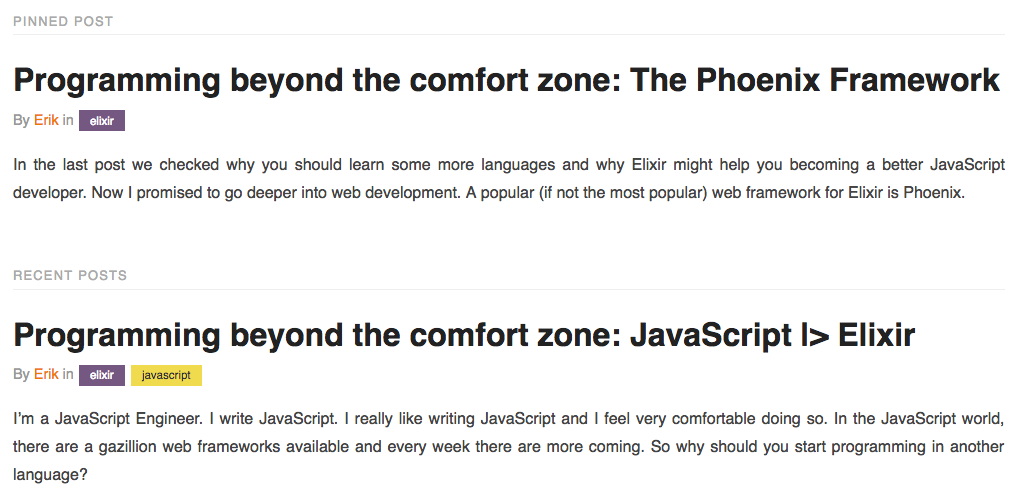 PINNED POST
Programming beyond the comfort zone: The Phoenix Framework
By Erik in elixir
In the last post we checked why you should learn some more languages and why Elixir might help you becoming a better JavaScript
developer. Now I promised to go deeper into web development. A popular (if not the most popular) web framework for Elixir is Phoenix.
RECENT POSTS
Programming beyond the comfort zone: JavaScript |> Elixir
By Erik in elixir javascript
I’m a JavaScript Engineer. I write JavaScript. I really like writing JavaScript and I feel very comfortable doing so. In the JavaScript world,
there are a gazillion web frameworks available and every week there are more coming. So why should you start programming in another
language?